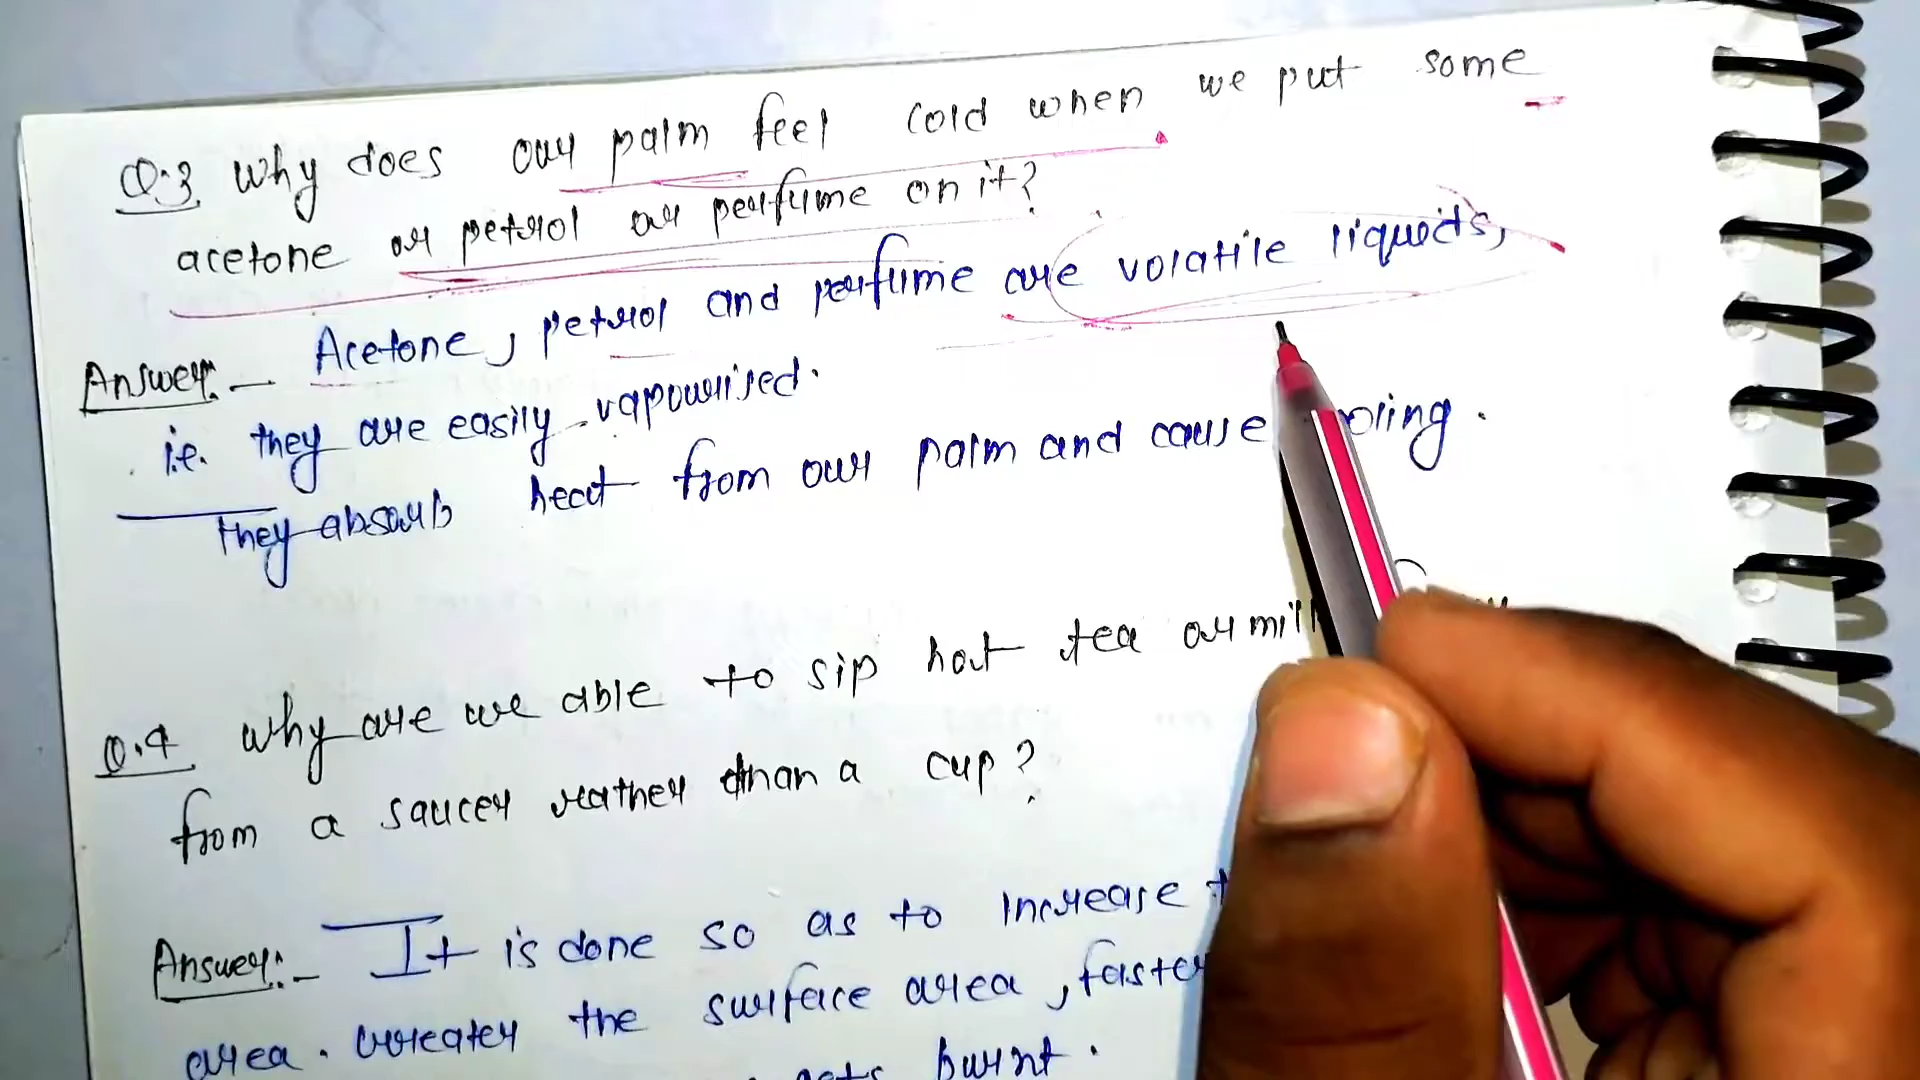 Q.3 Why does our palm feel cold when we put some
acetone or petrol or perfume on it?
Answer:- Acetone, petrol and perfume are volatile liquids,
i.e. they are easily vapourised.
They absorb heat from our palm and cause
Q.4 Why are we able to sip hot tea or
from a saucer rather than a cup?
Answer:- It is done so as to increase
area. Greater the surface area, faster
burnt.